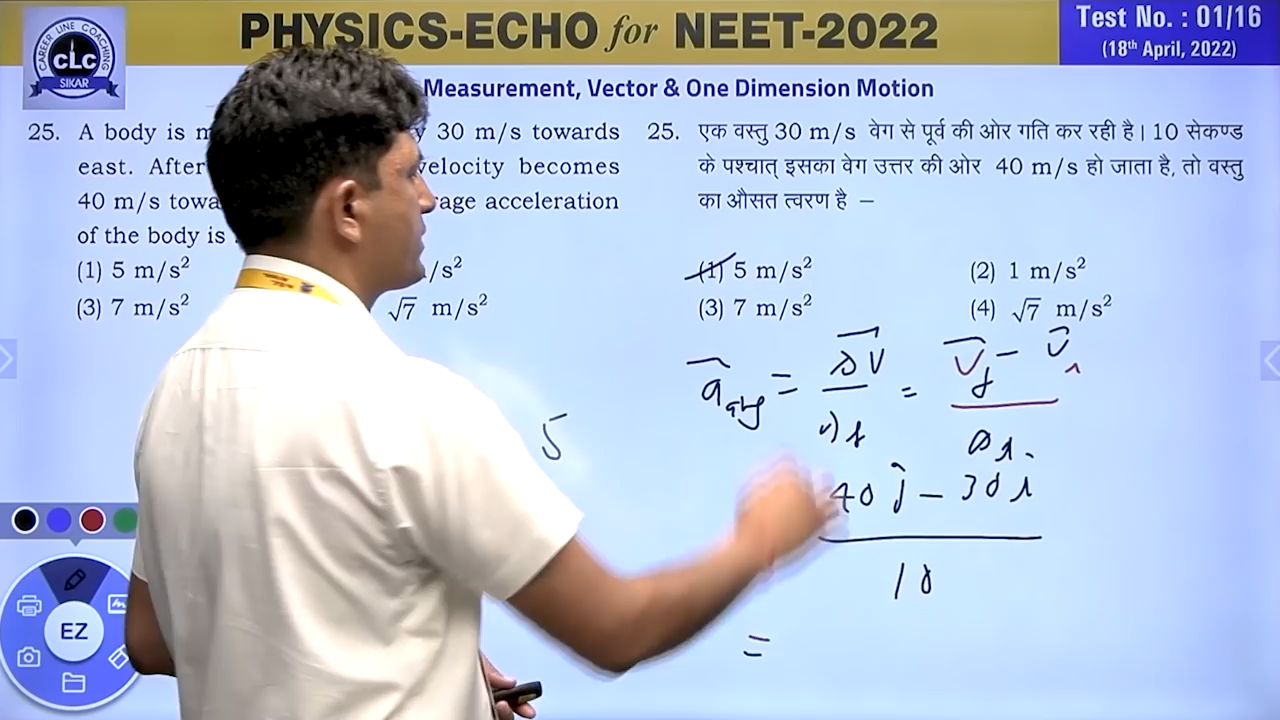 PHYSICS-ECHO for NEET-2022
Test No. : 01/16
(18th April, 2022)
CAREER LINE COACHING
CLC
SIKAR
Measurement, Vector & One Dimension Motion
25. A body is m 30 m/s towards
east. After velocity becomes
40 m/s towa rage acceleration
of the body is
(1) 5 m/s² /s²
(3) 7 m/s² √7 m/s²
25. एक वस्तु 30 m/s वेग से पूर्व की ओर गति कर रही है। 10 सेकण्ड
के पश्चात् इसका वेग उत्तर की ओर 40 m/s हो जाता है, तो वस्तु
का औसत त्वरण है –
(1) 5 m/s² (2) 1 m/s²
(3) 7 m/s² (4) √7 m/s²
a avg = = v f - v
5
40 j - 30
10
=
EZ